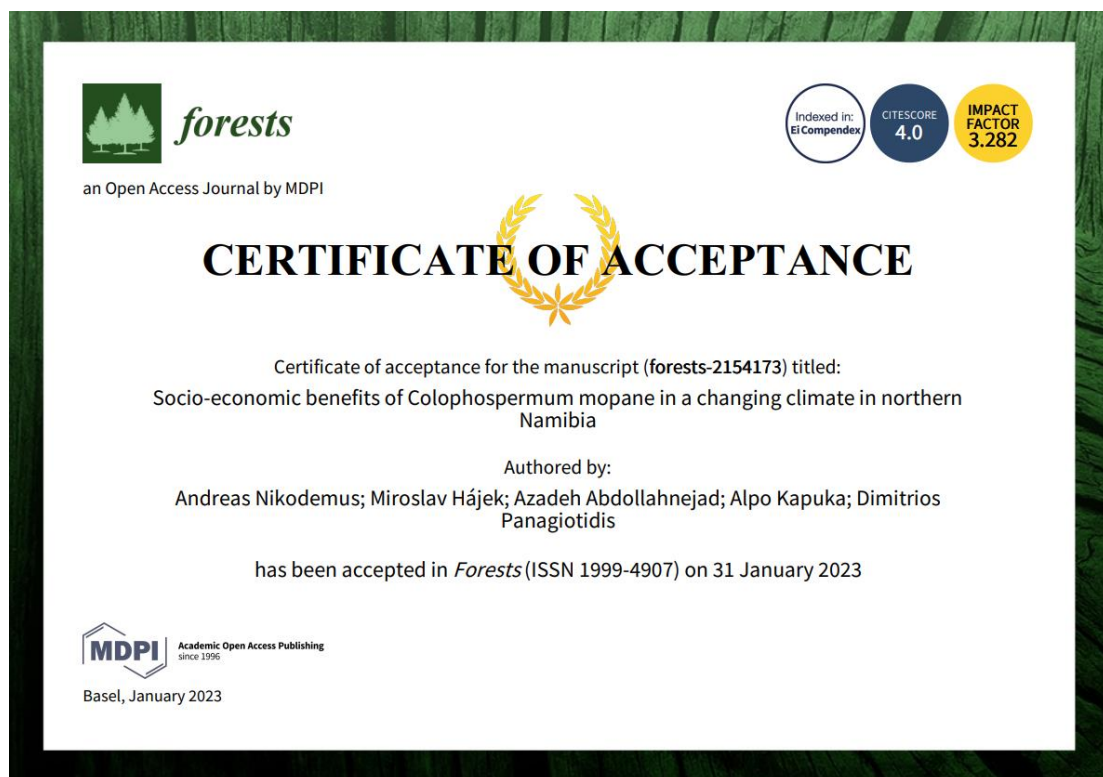 forests
an Open Access Journal by MDPI
Indexed in:
Ei Compendex
CITESCORE
4.0
IMPACT
FACTOR
3.282
CERTIFICATE OF ACCEPTANCE
Certificate of acceptance for the manuscript (forests-2154173) titled:
Socio-economic benefits of Colophospermum mopane in a changing climate in northern
Namibia
Authored by:
Andreas Nikodemus; Miroslav Hájek; Azadeh Abdollahnejad; Alpo Kapuka; Dimitrios
Panagiotidis
has been accepted in Forests (ISSN 1999-4907) on 31 January 2023
MDPI
Academic Open Access Publishing
since 1996
Basel, January 2023